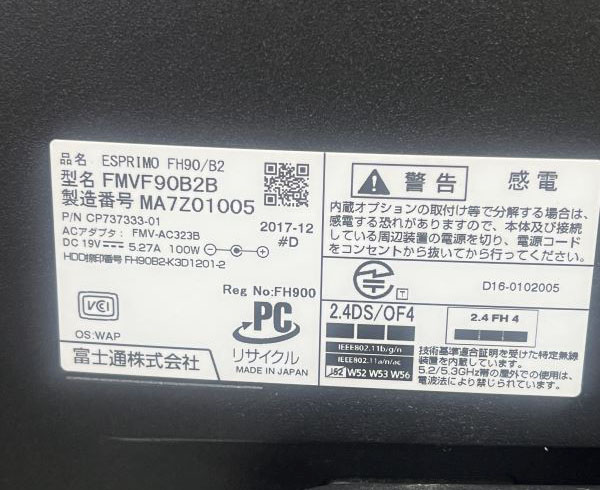 品名 ESPRIMO FH90/B2
型名 FMVF90B2B
製造番号 MA7Z01005
P/N CP737333-01
2017-12
ACアダプタ: FMV-AC323B
#D
DC 19V 5.27A 100W
HDD捺印番号 FH90B2-K3D1201-2
Reg No:FH900
VCCI
PC
リサイクル
OS:WAP
富士通株式会社
MADE IN JAPAN
警告 感電
内蔵オプションの取付け等で分解する場合は、
感電する恐れがありますので、本体及び接続
している周辺装置の電源を切り、電源コード
をコンセントから抜いてから行ってください。
T
D16-0102005
2.4DS/OF4
2.4 FH 4
IEEE802.11b/g/n
IEEE802.11a/n/ac
J52 W52 W53 W56
技術基準適合証明を受けた特定無線
装置を内蔵しています。
5.2/5.3GHz帯の屋外での使用は、
電波法により禁じられています。